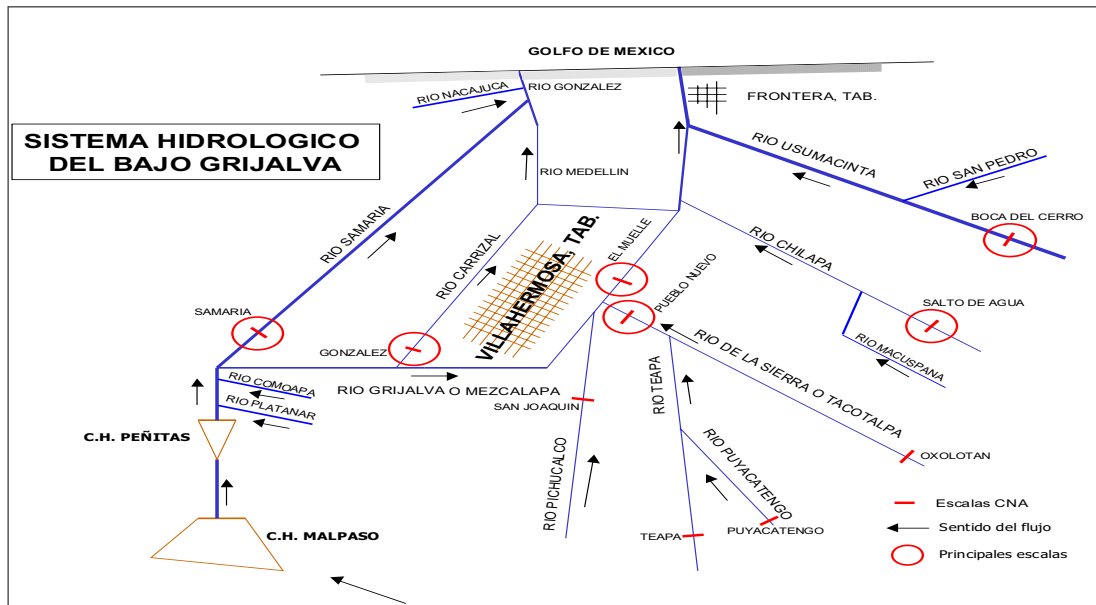 GOLFO DE MEXICO
RIO NACAJUCA
RIO GONZALEZ
FRONTERA, TAB.
SISTEMA HIDROLOGICO
DEL BAJO GRIJALVA
RIO USUMACINTA
RIO SAN PEDRO
RIO MEDELLIN
BOCA DEL CERRO
RIO SAMARIA
RIO CARRIZAL
VILLAHERMOSA, TAB.
EL MUELLE
RIO CHILAPA
PUEBLO NUEVO
SAMARIA
SALTO DE AGUA
GONZALEZ
RIO MACUSPANA
RIO DE LA SIERRA O TACOTALPA
RIO COMOAPA
RIO GRIJALVA O MEZCALAPA
RIO PLATANAR
SAN JOAQUIN
RIO TEAPA
C.H. PEÑITAS
RIO PICHUCALCO
RIO PUYACATENGO
OXOLOTAN
Escalas CNA
Sentido del flujo
C.H. MALPASO
TEAPA
PUYACATENGO
Principales escalas